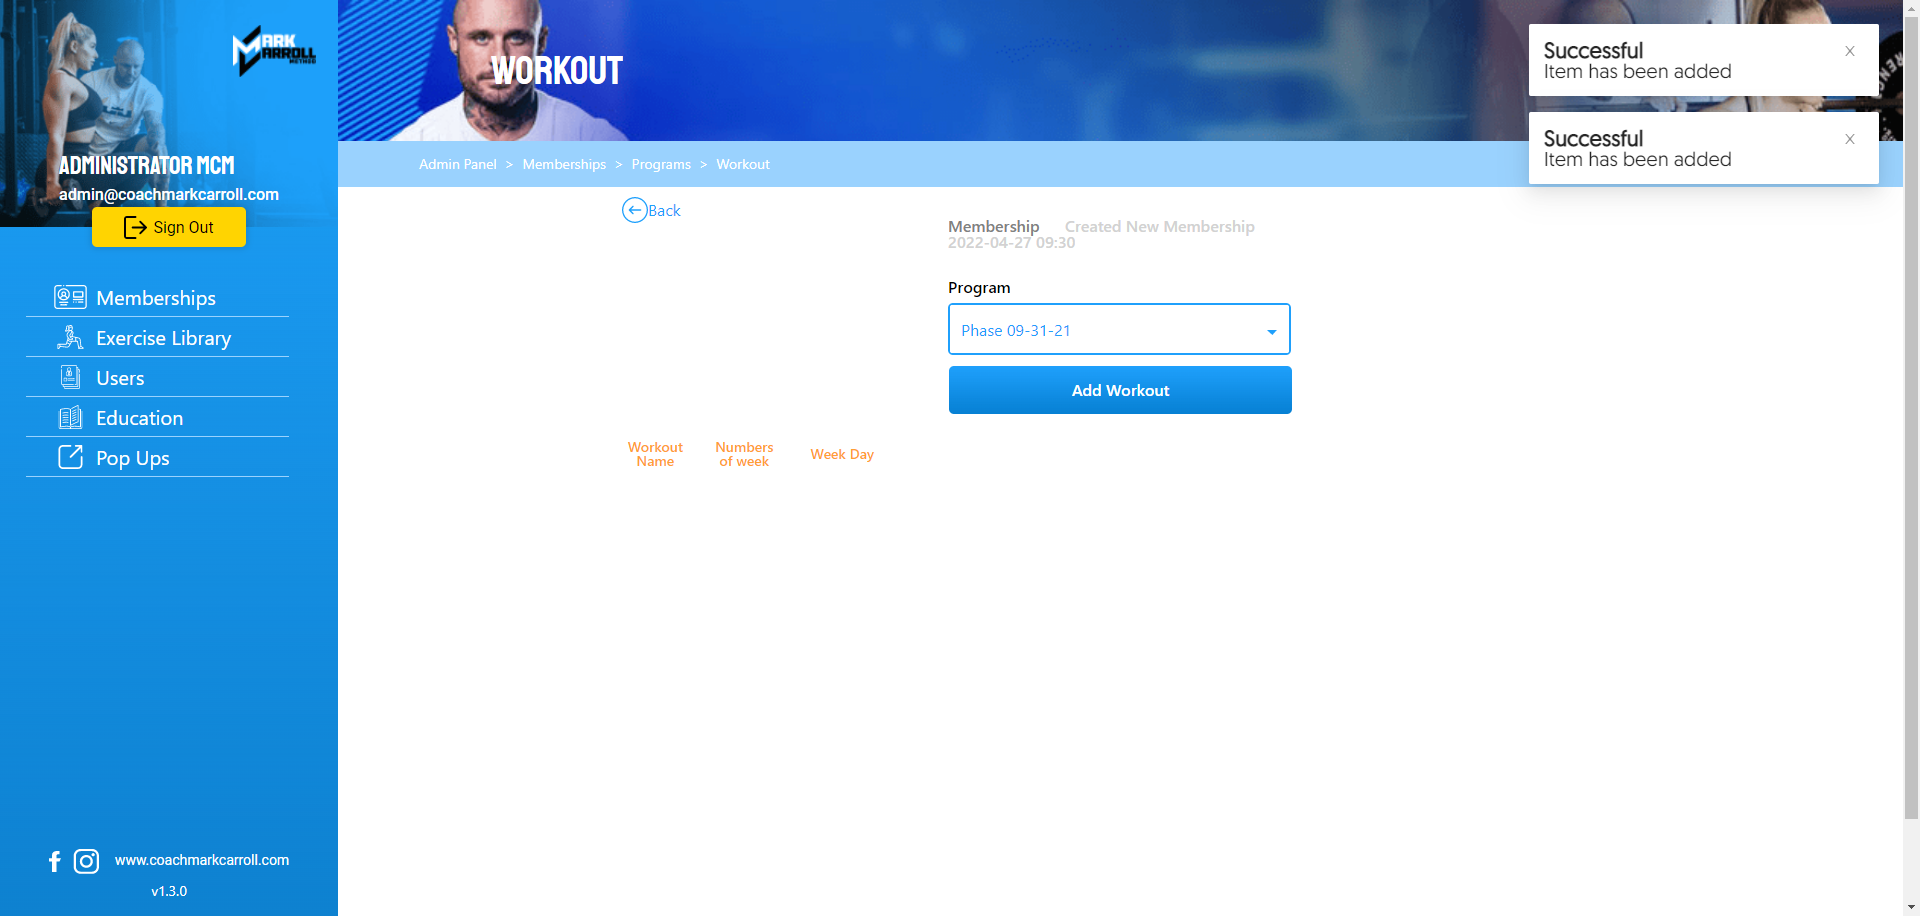 MARK
CARROLL
METHOD
ADMINISTRATOR MCM
admin@coachmarkcarroll.com
Sign Out
Memberships
Exercise Library
Users
Education
Pop Ups
www.coachmarkcarroll.com
v1.3.0
WORKOUT
Admin Panel > Memberships > Programs > Workout
Successful
X
Item has been added
Successful
X
Item has been added
Back
Membership Created New Membership
2022-04-27 09:30
Program
Phase 09-31-21
Add Workout
Workout
Name
Numbers
of week
Week Day